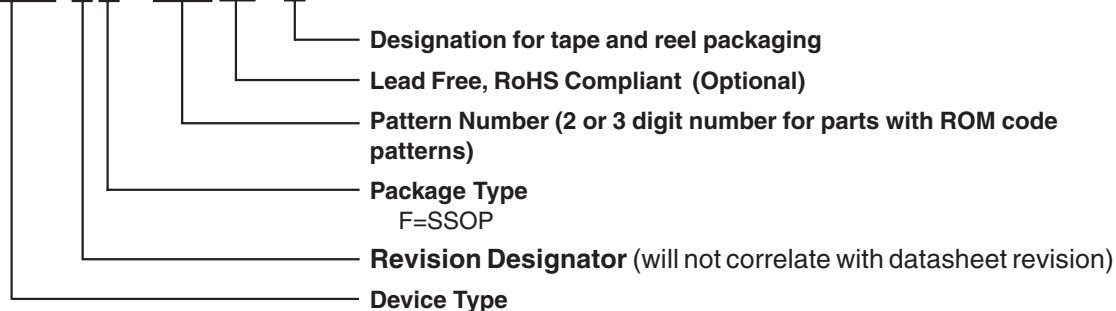 Designation for tape and reel packaging
Lead Free, RoHS Compliant (Optional)
Pattern Number (2 or 3 digit number for parts with ROM code
patterns)
Package Type
F=SSOP
Revision Designator (will not correlate with datasheet revision)
Device Type